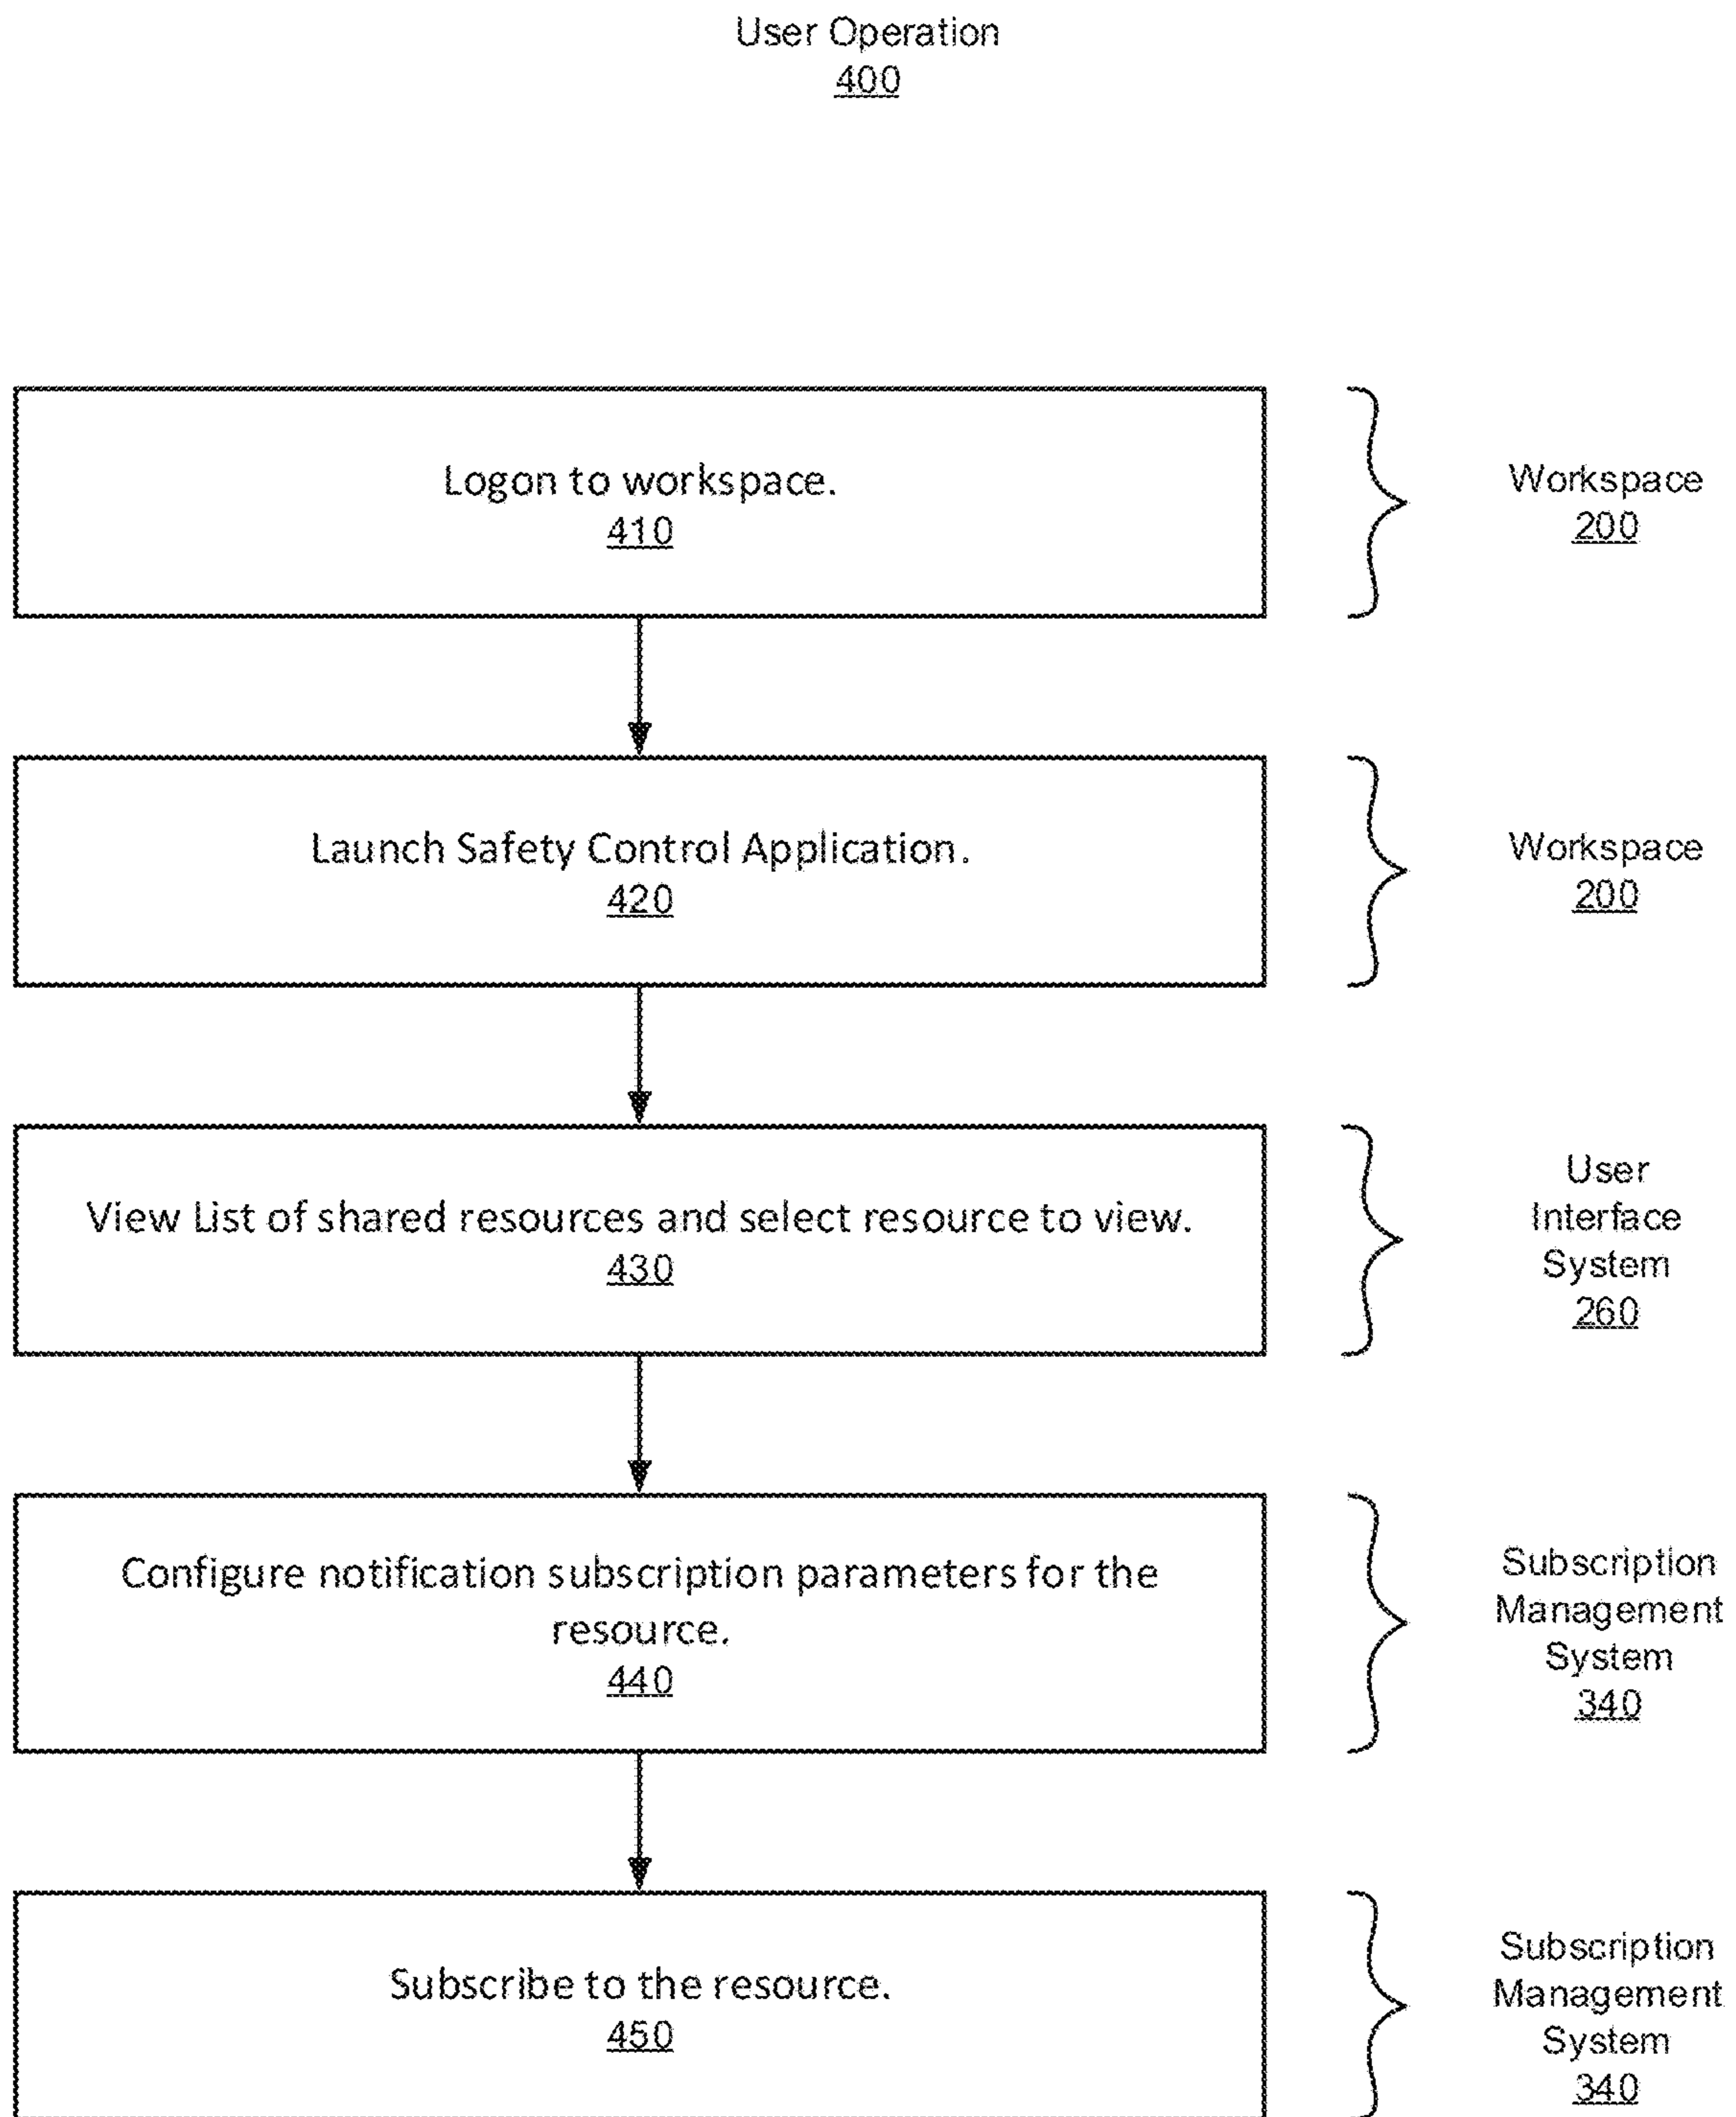 User Operation
400
Logon to workspace.
410
Workspace
200
Launch Safety Control Application.
420
Workspace
200
View List of shared resources and select resource to view.
430
User
Interface
System
260
Configure notification subscription parameters for the
resource.
440
Subscription
Management
System
340
Subscribe to the resource.
450
Subscription
Management
System
340